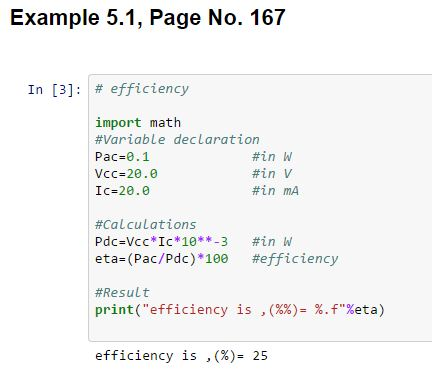 Example 5.1, Page No. 167
In [3]: # efficiency
import math
#Variable declaration
Pac=0.1 #in W
Vcc=20.0 #in V
Ic=20.0 #in mA
#Calculations
Pdc=Vcc*Ic*10**-3 #in W
eta=(Pac/Pdc)*100 #efficiency
#Result
print("efficiency is ,(%%)= %.f"%eta)
efficiency is ,(%)= 25